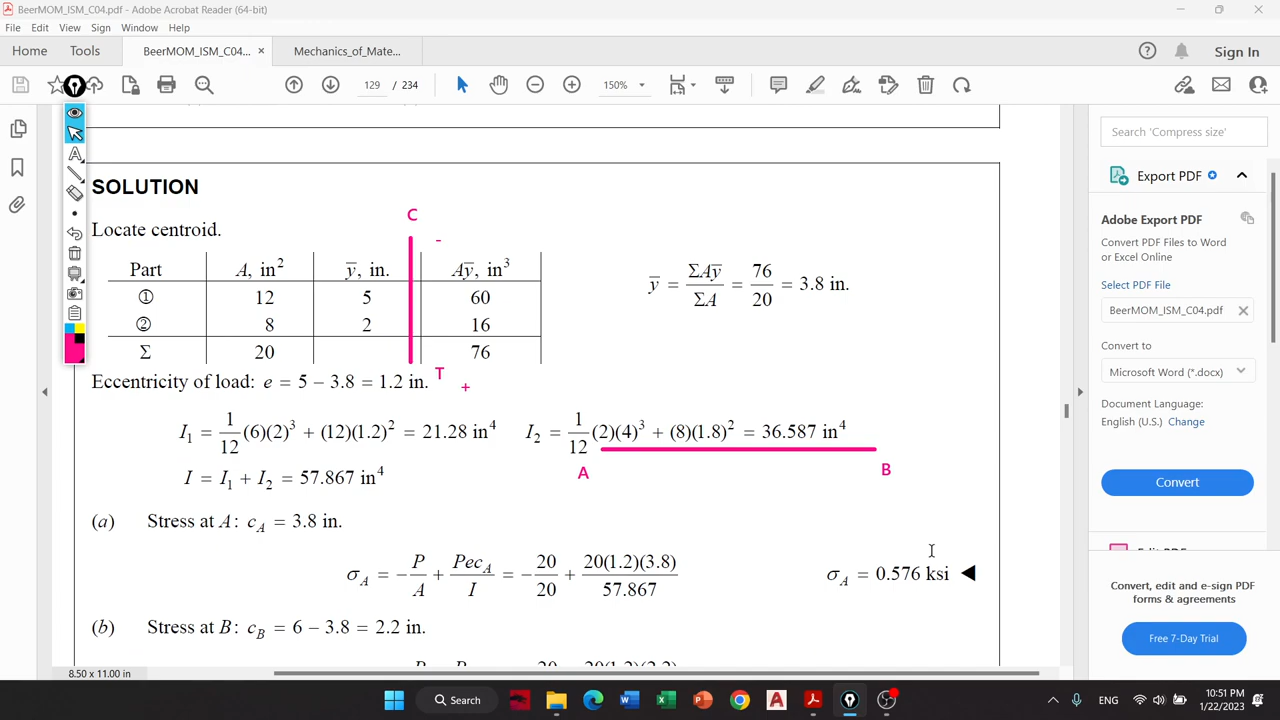 BeerMOM_ISM_C04.pdf - Adobe Acrobat Reader (64-bit)
File Edit View Sign Window Help
Home Tools BeerMOM_ISM_C04... × Mechanics_of_Mate... Sign In
129 / 234 150%
SOLUTION
Locate centroid.
C
-
Part A, in² y̅, in. Ay̅, in³
① 12 5 60
② 8 2 16
Σ 20 76
y̅ = ΣAy̅/ΣA = 76/20 = 3.8 in.
T +
Eccentricity of load: e = 5 − 3.8 = 1.2 in.
I₁ = 1/12 (6)(2)³ + (12)(1.2)² = 21.28 in⁴ I₂ = 1/12 (2)(4)³ + (8)(1.8)² = 36.587 in⁴
A B
I = I₁ + I₂ = 57.867 in⁴
(a) Stress at A: c_A = 3.8 in.
σ_A = − P/A + Pec_A/I = − 20/20 + 20(1.2)(3.8)/57.867 σ_A = 0.576 ksi ◀
(b) Stress at B: c_B = 6 − 3.8 = 2.2 in.
8.50 x 11.00 in
Search 'Compress size'
Export PDF
Adobe Export PDF
Convert PDF Files to Word
or Excel Online
Select PDF File
BeerMOM_ISM_C04.pdf
Convert to
Microsoft Word (*.docx)
Document Language:
English (U.S.) Change
Convert
Convert, edit and e-sign PDF
forms & agreements
Free 7-Day Trial
Search
ENG
10:51 PM
1/22/2023